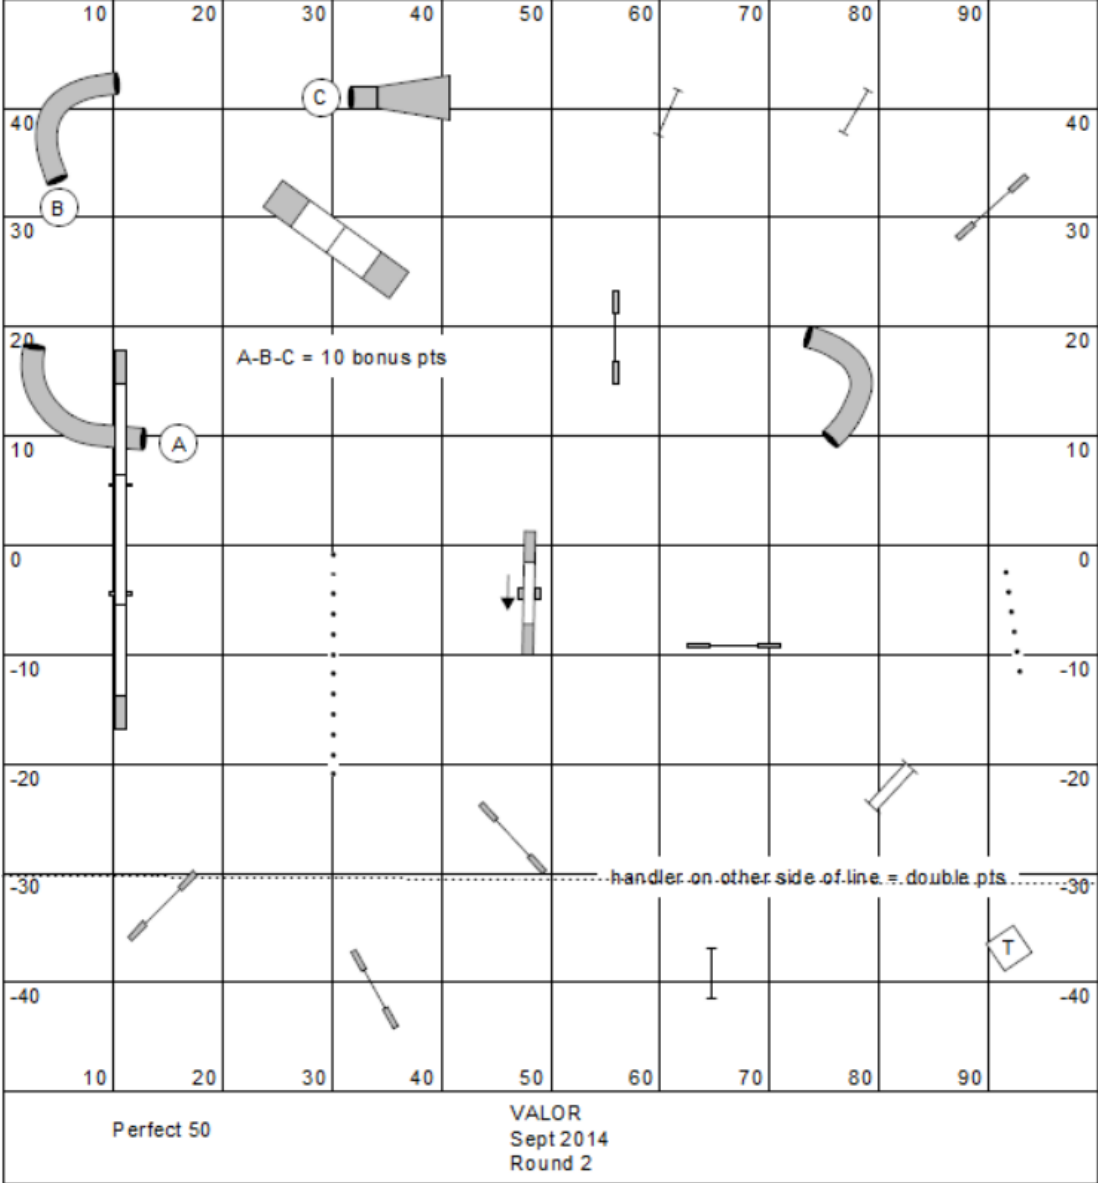 10 20 30 40 50 60 70 80 90
C
40 40
B
30 30
20 20
A-B-C = 10 bonus pts
10 A 10
0 0
-10 -10
-20 -20
-30 handler on other side of line = double pts -30
T
-40 -40
10 20 30 40 50 60 70 80 90
Perfect 50
VALOR
Sept 2014
Round 2